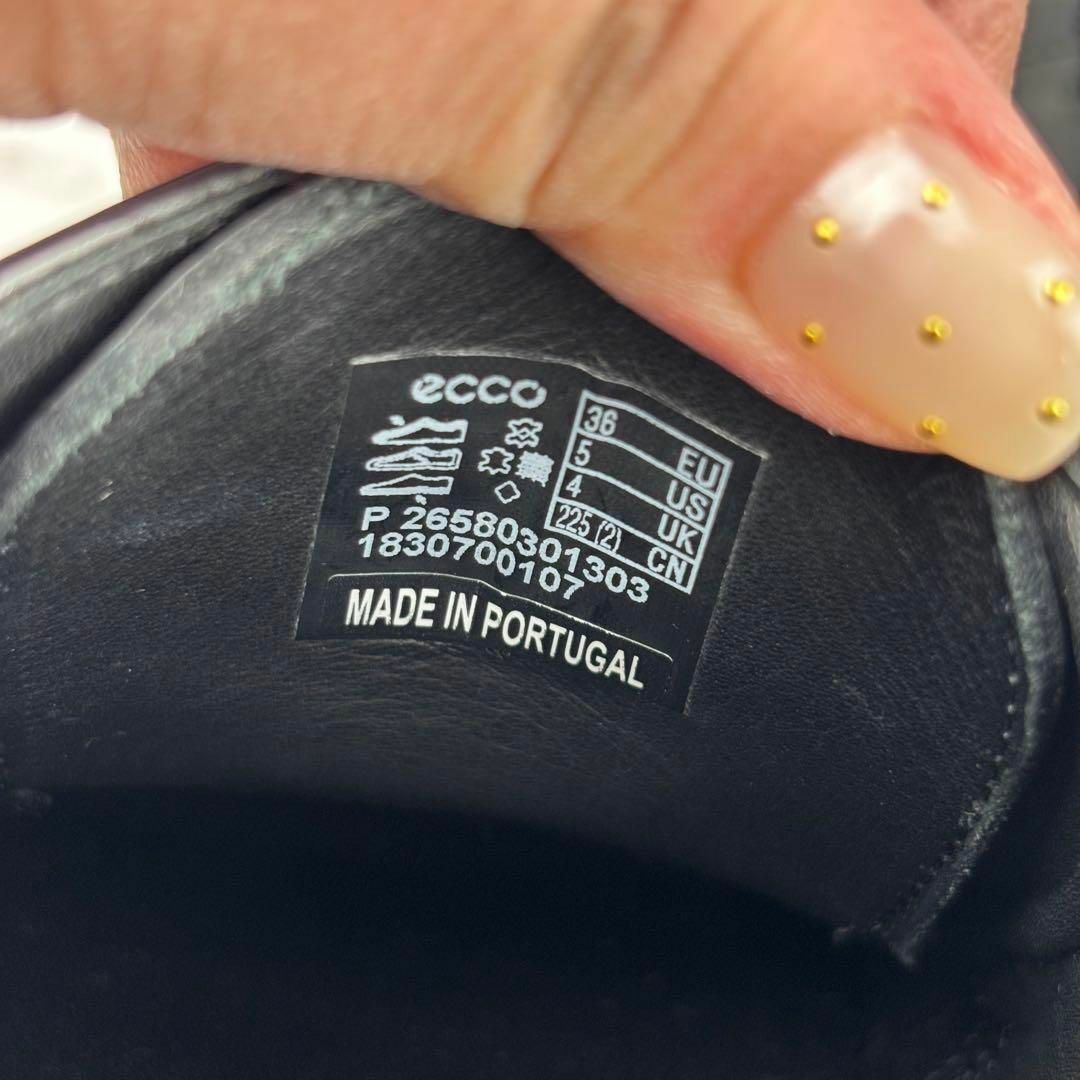 ecco
36 EU
5 US
4 UK
225 (2) CN
P 26580301303
1830700107
MADE IN PORTUGAL